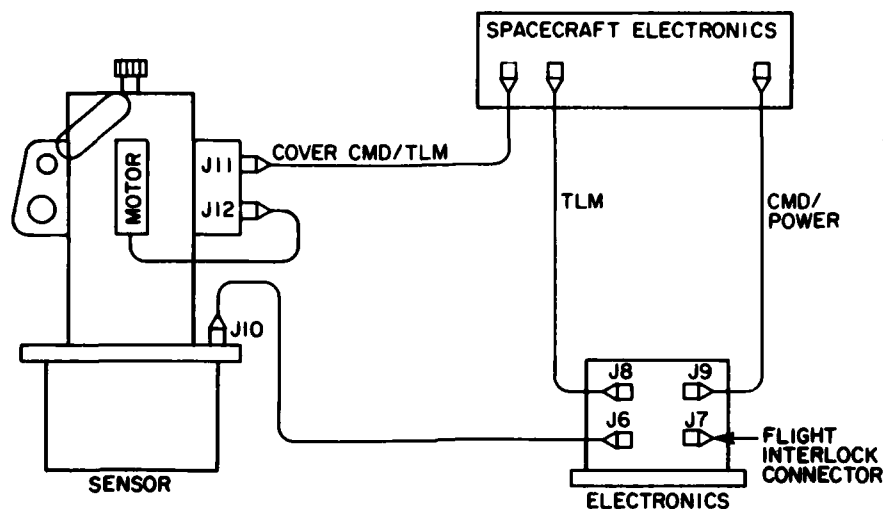 SPACECRAFT ELECTRONICS
J11
COVER CMD/TLM
MOTOR
J12
TLM
CMD/
POWER
J10
J8
J9
J6
J7
FLIGHT
INTERLOCK
CONNECTOR
SENSOR
ELECTRONICS